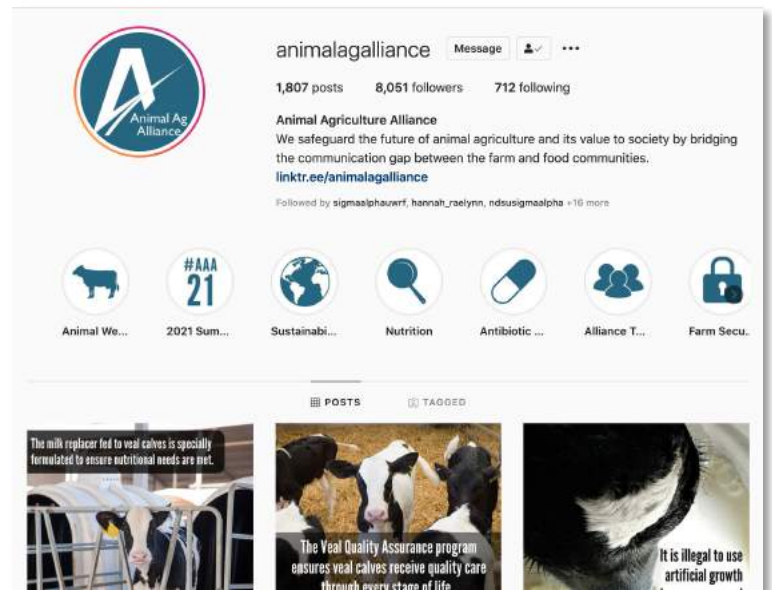 animalagalliance Message
1,807 posts 8,051 followers 712 following
Animal Ag
Alliance
Animal Agriculture Alliance
We safeguard the future of animal agriculture and its value to society by bridging
the communication gap between the farm and food communities.
linktr.ee/animalagalliance
Followed by sigmaalphauwrf, hannah_raelynn, ndsusigmaalpha +16 more
#AAA
21
Animal We... 2021 Sum... Sustainabi... Nutrition Antibiotic ... Alliance T... Farm Secu..
POSTS TAGGED
The milk replacer fed to veal calves is specially
formulated to ensure nutritional needs are met.
The Veal Quality Assurance program
ensures veal calves receive quality care
through every stage of life
It is illegal to use
artificial growth